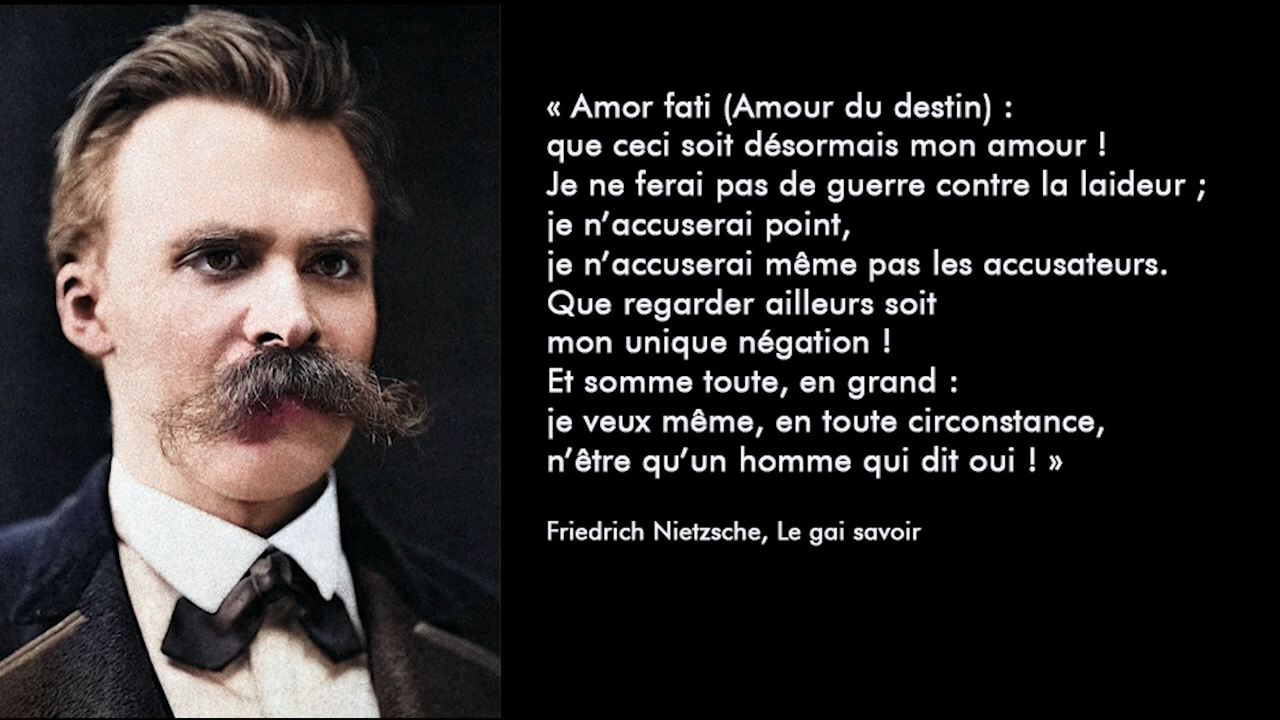 « Amor fati (Amour du destin) :
que ceci soit désormais mon amour !
Je ne ferai pas de guerre contre la laideur ;
je n’accuserai point,
je n’accuserai même pas les accusateurs.
Que regarder ailleurs soit
mon unique négation !
Et somme toute, en grand :
je veux même, en toute circonstance,
n’être qu’un homme qui dit oui ! »
Friedrich Nietzsche, Le gai savoir